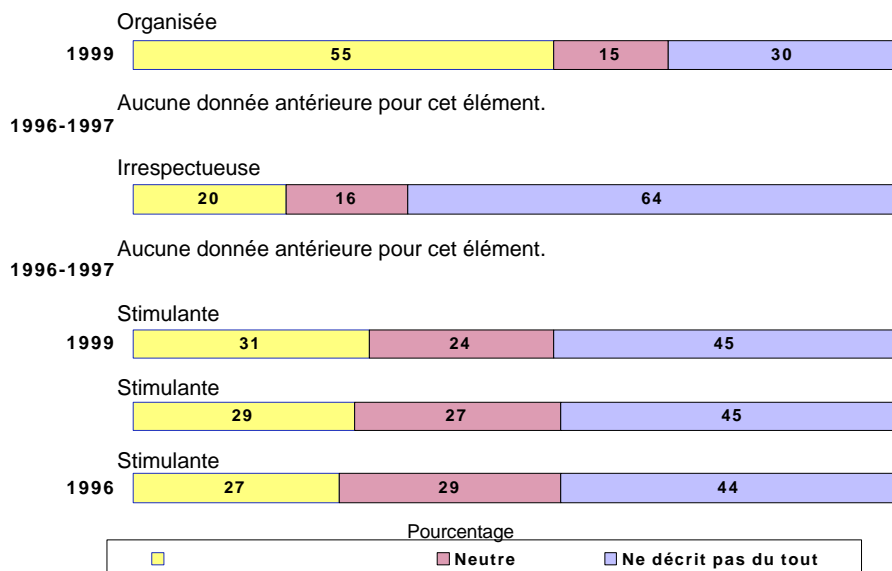 Organisée
1999 55 15 30
Aucune donnée antérieure pour cet élément.
1996-1997
Irrespectueuse
20 16 64
Aucune donnée antérieure pour cet élément.
1996-1997
Stimulante
1999 31 24 45
Stimulante
29 27 45
Stimulante
1996 27 29 44
Pourcentage
Neutre Ne décrit pas du tout